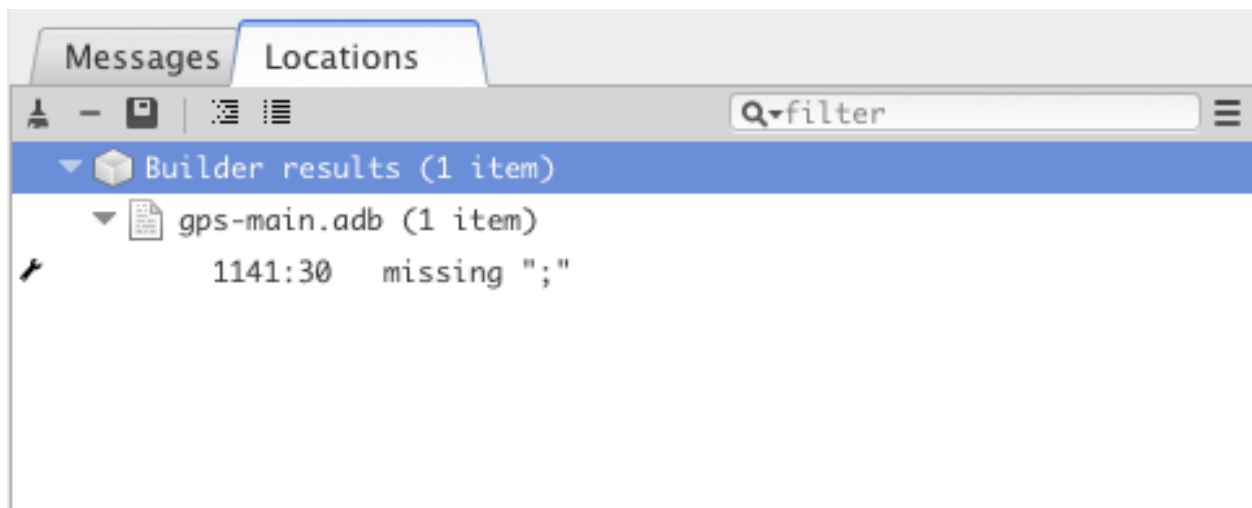 Messages Locations
filter
Builder results (1 item)
gps-main.adb (1 item)
1141:30 missing ";"